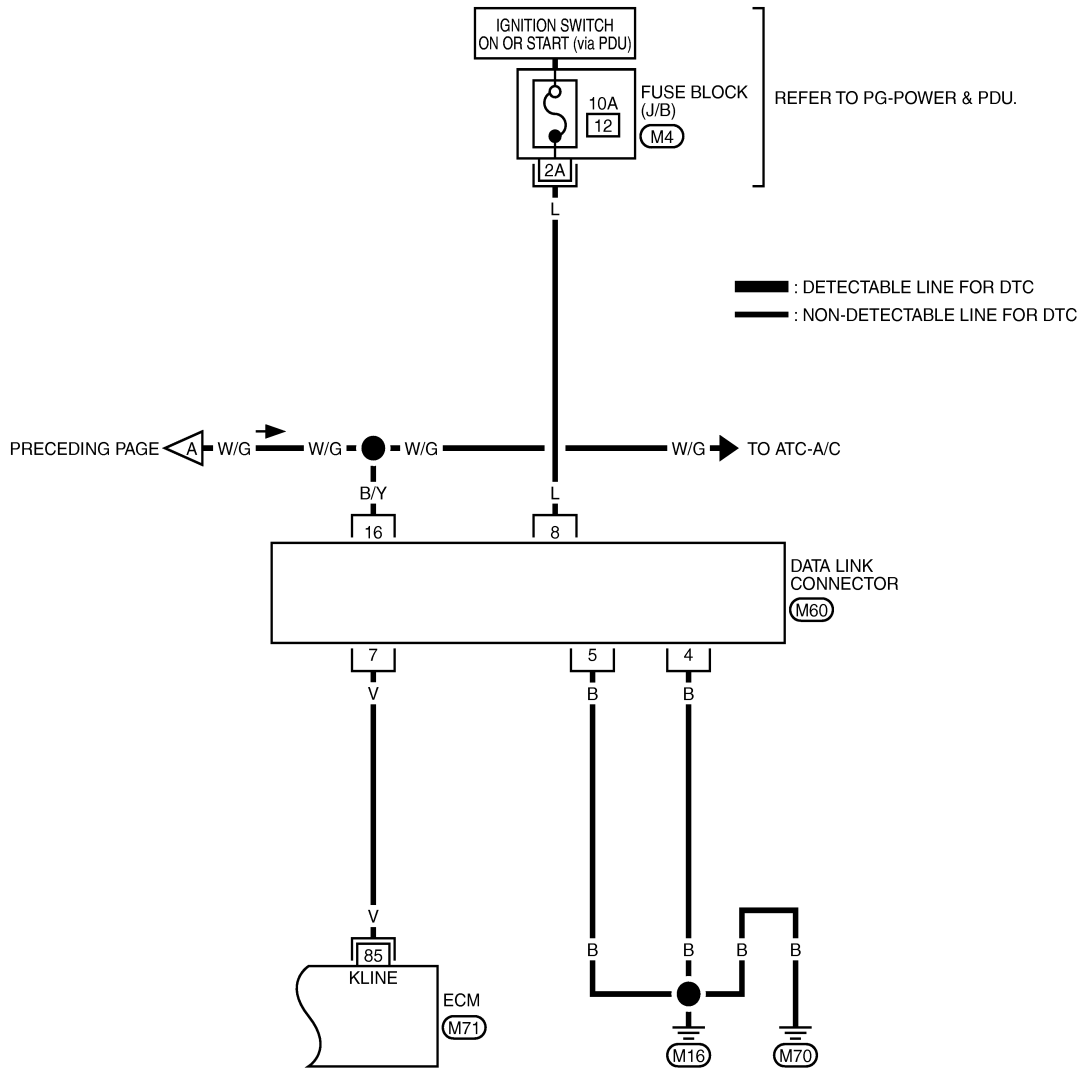 IGNITION SWITCH
ON OR START (via PDU)
FUSE BLOCK
(J/B)
10A
12
M4
REFER TO PG-POWER & PDU.
2A
L
: DETECTABLE LINE FOR DTC
: NON-DETECTABLE LINE FOR DTC
PRECEDING PAGE
A
W/G
W/G
W/G
W/G
TO ATC-A/C
B/Y
L
16
8
DATA LINK
CONNECTOR
M60
7
5
4
V
B
B
V
85
KLINE
B
B
B
B
ECM
M71
M16
M70